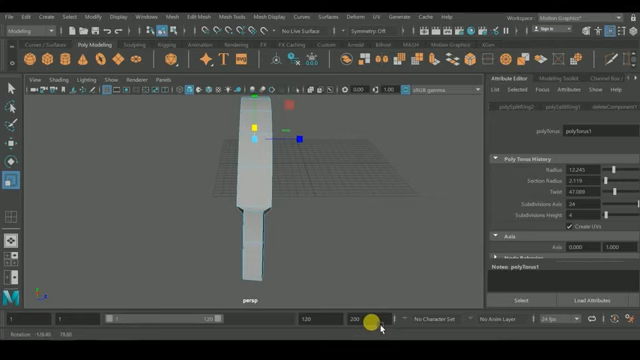 File Edit Create Select Modify Display Windows Mesh Edit Mesh Mesh Tools Mesh Display Curves Surfaces Deform UV Generate Cache Help Workspace: Motion Graphics*
Modeling No Live Surface Symmetry: Off Sign In
Curves / Surfaces Poly Modeling Sculpting Rigging Animation Rendering FX FX Caching Custom Arnold Bifrost MASH Motion Graphics XGen
View Shading Lighting Show Renderer Panels Attribute Editor Modeling Toolkit Channel Box /
0.00 1.00 sRGB gamma List Selected Focus Attributes Show Help
polySplitRing2 polySplitRing1 deleteComponent1
polyTorus: polyTorus1
Poly Torus History
Radius 12.245
Section Radius 2.119
Twist 47.089
Subdivisions Axis 24
Subdivisions Height 4
Create UVs
Axis
Axis 0.000 1.000
Notes: polyTorus1
persp
Select Load Attributes
1 1 1 120 120 200 No Character Set No Anim Layer 24 fps